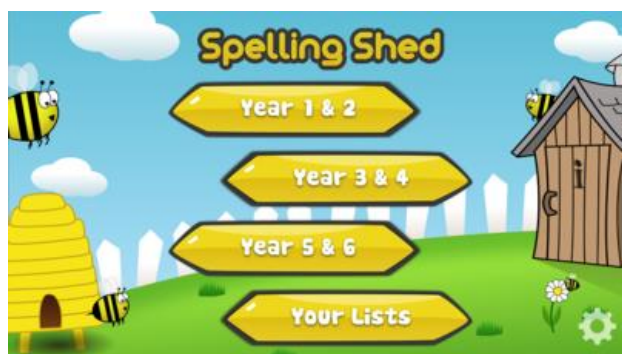 Spelling Shed
Year 1 & 2
Year 3 & 4
i
Year 5 & 6
Your Lists